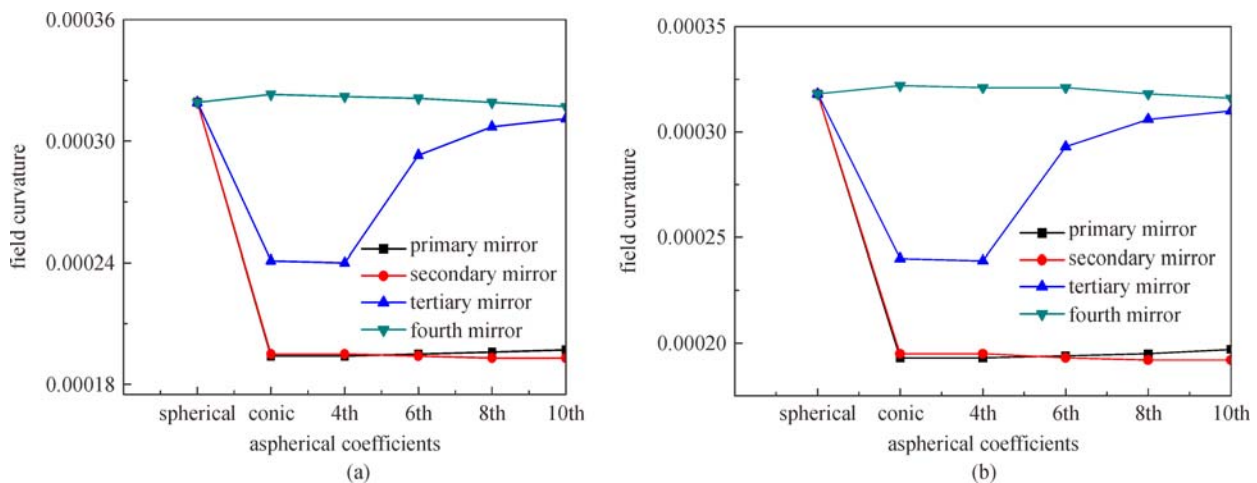 0.00036
0.00030
0.00024
0.00018
field curvature
primary mirror
secondary mirror
tertiary mirror
fourth mirror
spherical conic 4th 6th 8th 10th
aspherical coefficients
(a)
0.00035
0.00030
0.00025
0.00020
field curvature
primary mirror
secondary mirror
tertiary mirror
fourth mirror
spherical conic 4th 6th 8th 10th
aspherical coefficients
(b)